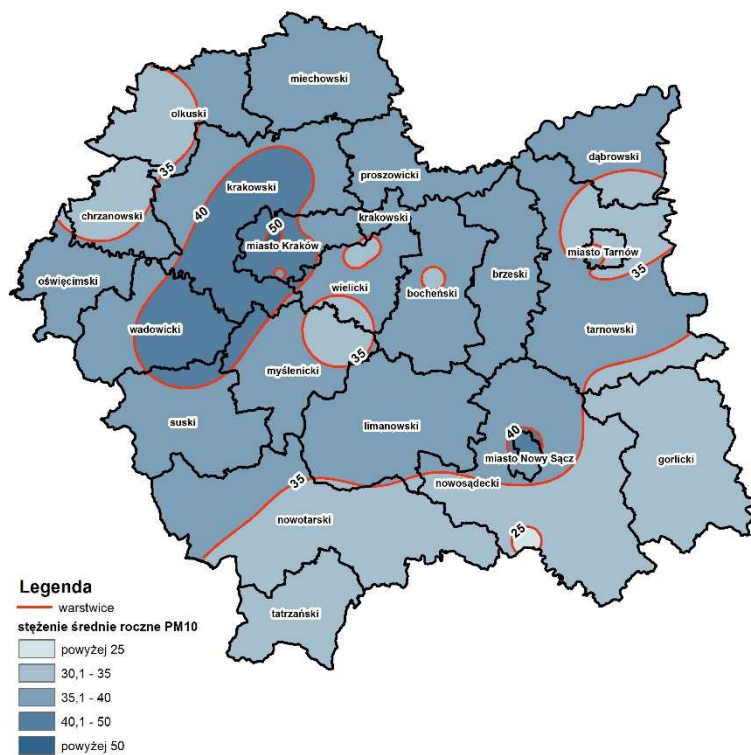 miechowski
olkuski
dąbrowski
35
proszowicki
krakowski
chrzanowski
40
krakowski
50
miasto Kraków
miasto Tarnów
35
oświęcimski
wielicki
bocheński
brzeski
wadowicki
tarnowski
35
myślenicki
suski
limanowski
40
miasto Nowy Sącz
gorlicki
35
nowosądecki
nowotarski
25
tatrzański
Legenda
warstwice
stężenie średnie roczne PM10
powyżej 25
30,1 - 35
35,1 - 40
40,1 - 50
powyżej 50